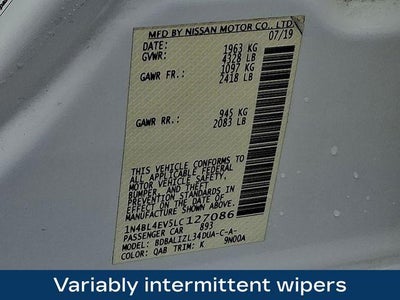 MFD BY NISSAN MOTOR CO., LTD.
DATE: 07/19
GVWR: 1963 KG
4328 LB
GAWR FR.: 1097 KG
2418 LB
GAWR RR.: 945 KG
2083 LB
THIS VEHICLE CONFORMS TO
ALL APPLICABLE FEDERAL
MOTOR VEHICLE SAFETY, BUMPER
AND THEFT
PREVENTION STANDARDS IN
EFFECT ON THE DATE OF
MANUFACTURE SHOWN ABOVE.
1N4BL4EV5LC127086
PASSENGER CAR 893
MODEL: BDBALIZL34DUA-C-A-
COLOR: QAB TRIM: K 9N00A
Variably intermittent wipers